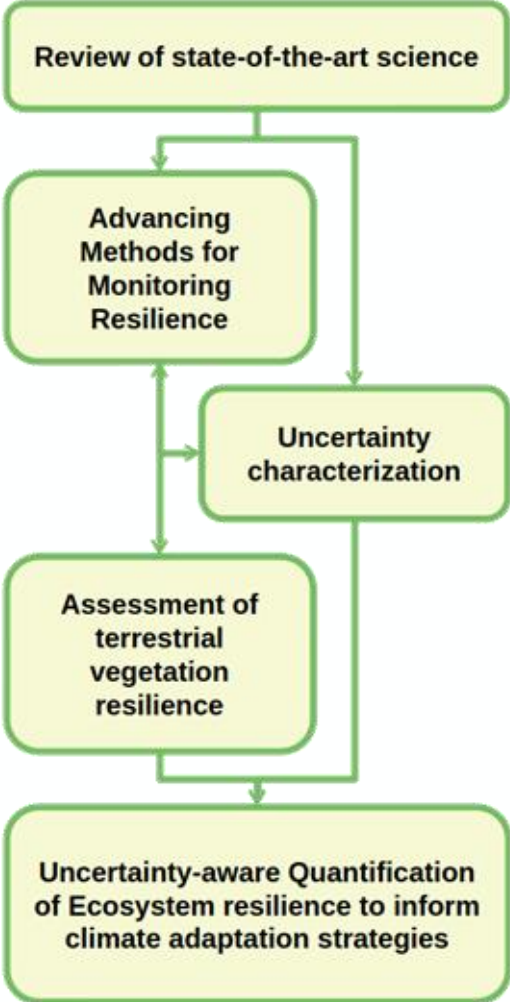 Review of state-of-the-art science
Advancing
Methods for
Monitoring
Resilience
Uncertainty
characterization
Assessment of
terrestrial
vegetation
resilience
Uncertainty-aware Quantification
of Ecosystem resilience to inform
climate adaptation strategies